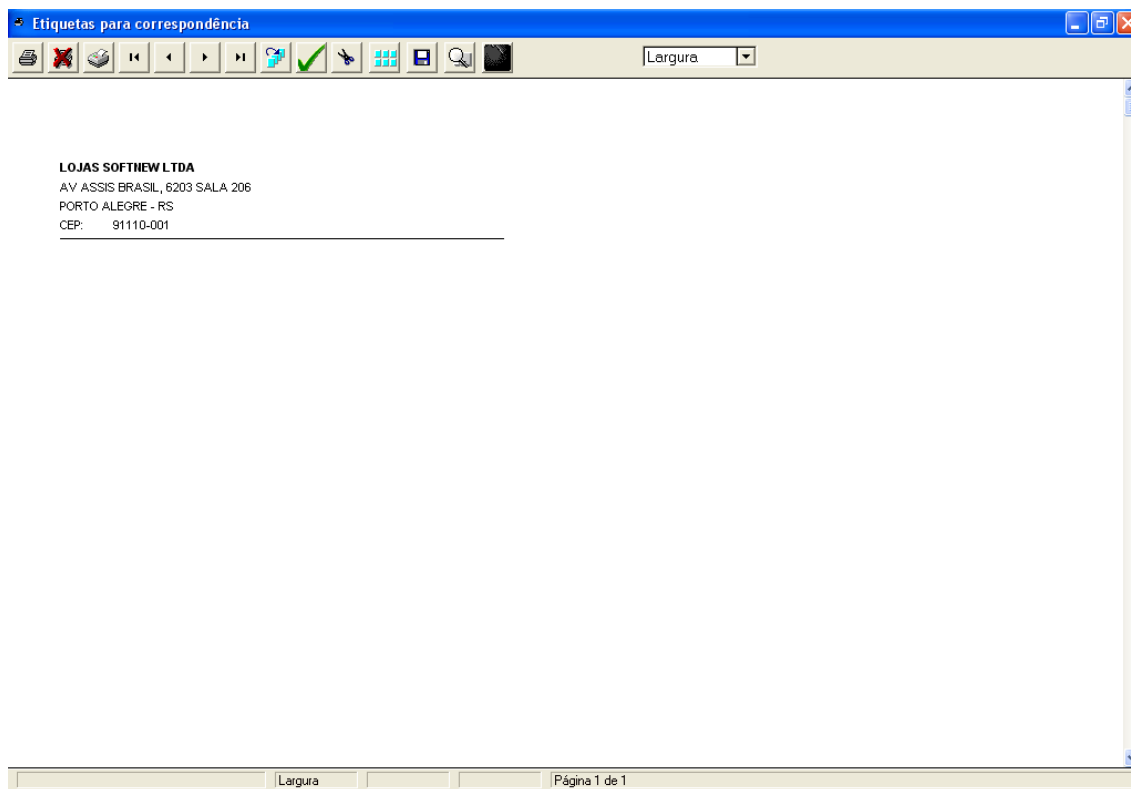 Etiquetas para correspondência
Largura
LOJAS SOFTNEW LTDA
AV ASSIS BRASIL, 6203 SALA 206
PORTO ALEGRE - RS
CEP: 91110-001
Largura
Página 1 de 1